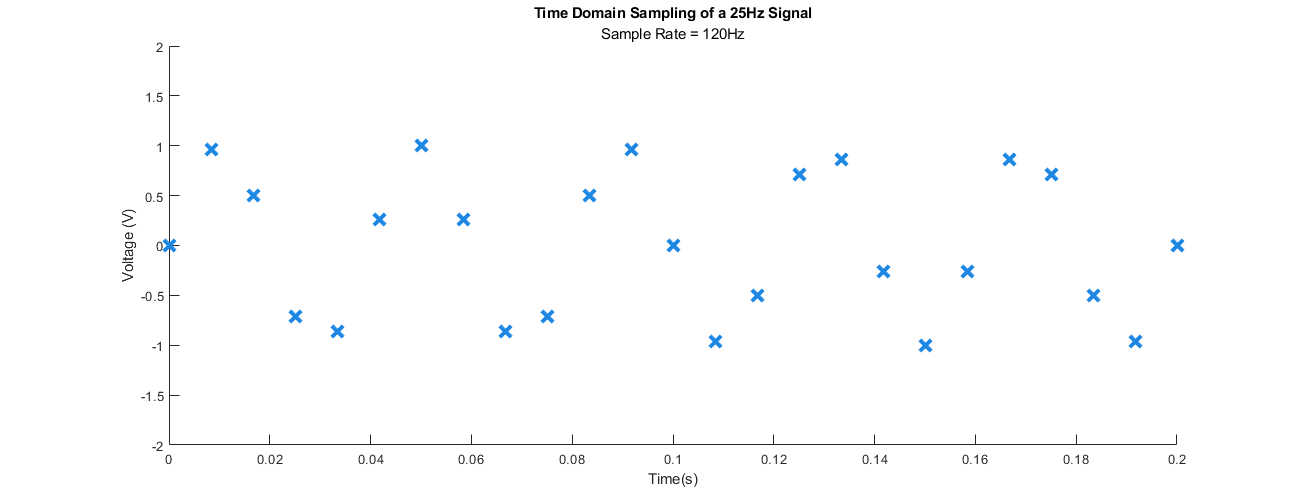 Time Domain Sampling of a 25Hz Signal
Sample Rate = 120Hz
2
1.5
1
0.5
0
-0.5
-1
-1.5
-2
Voltage (V)
0 0.02 0.04 0.06 0.08 0.1 0.12 0.14 0.16 0.18 0.2
Time(s)